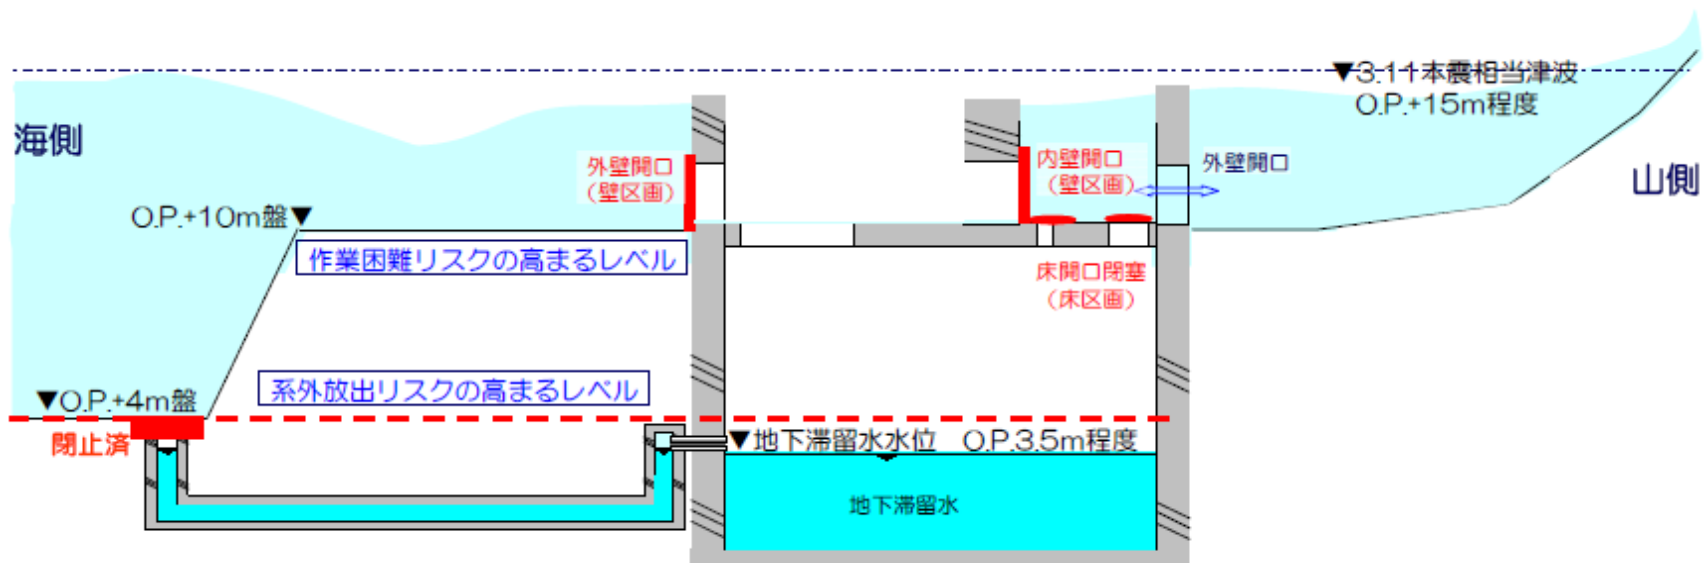 ▼3.11本震相当津波
O.P.+15m程度
海側
外壁開口
（壁区画）
内壁開口
（壁区画）
外壁開口
山側
O.P.+10m盤▼
作業困難リスクの高まるレベル
床開口閉塞
（床区画）
系外放出リスクの高まるレベル
▼O.P.+4m盤
閉止済
▼地下滞留水水位　O.P.3.5m程度
地下滞留水